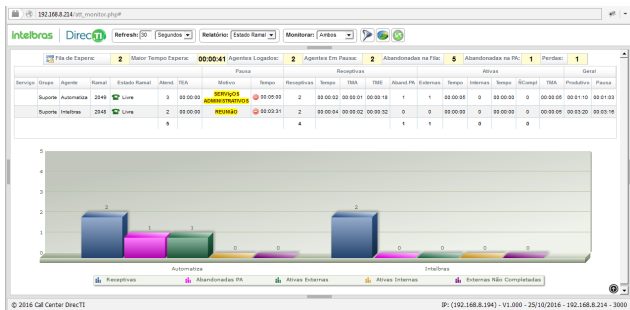 192.168.8.214/att_monitor.php#
intelbras DirecTI Refresh: 30 Segundos Relatório: Estado Ramal Monitorar: Ambos
Fila de Espera: 2 Maior Tempo Espera: 00:00:41 Agentes Logados: 2 Agentes Em Pausa: 2 Abandonadas na Fila: 5 Abandonadas na PA: 1 Perdas: 1
Pausa Receptivas Ativas Geral
Serviço Grupo Agente Ramal Estado Ramal Atend. TEA Motivo Tempo Receptivas Tempo TMA TME Aband.PA Externas Tempo Internas Tempo ÑCompl TMA Produtivo Pausa
Suporte Automatiza 2049 Livre 3 00:00:00 SERVIÇOS ADMINISTRATIVOS 00:05:00 2 00:00:02 00:00:01 00:00:18 1 1 00:00:05 0 00:00:00 0 00:00:05 00:01:10 00:01:03
Suporte Intelbras 2048 Livre 2 00:00:00 REUNIÃO 00:03:31 2 00:00:04 00:00:02 00:00:32 0 0 00:00:00 0 00:00:00 0 00:00:05 00:03:20 00:03:16
5 4 1 1 0 0
5
4
3
2
1
0
2 1 1 0 0 2 0 0 0 0
Automatiza Intelbras
Receptivas Abandonadas PA Ativas Externas Ativas Internas Externas Não Completadas
© 2016 Call Center DirecTI IP: (192.168.8.194) - V1.000 - 25/10/2016 - 192.168.8.214 - 3000